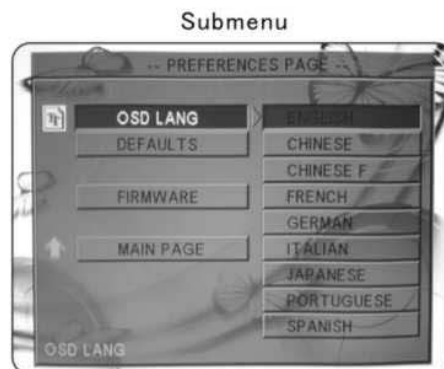 Submenu
-- PREFERENCES PAGE --
OSD LANG
DEFAULTS
FIRMWARE
MAIN PAGE
ENGLISH
CHINESE
CHINESE F
FRENCH
GERMAN
ITALIAN
JAPANESE
PORTUGUESE
SPANISH
OSD LANG